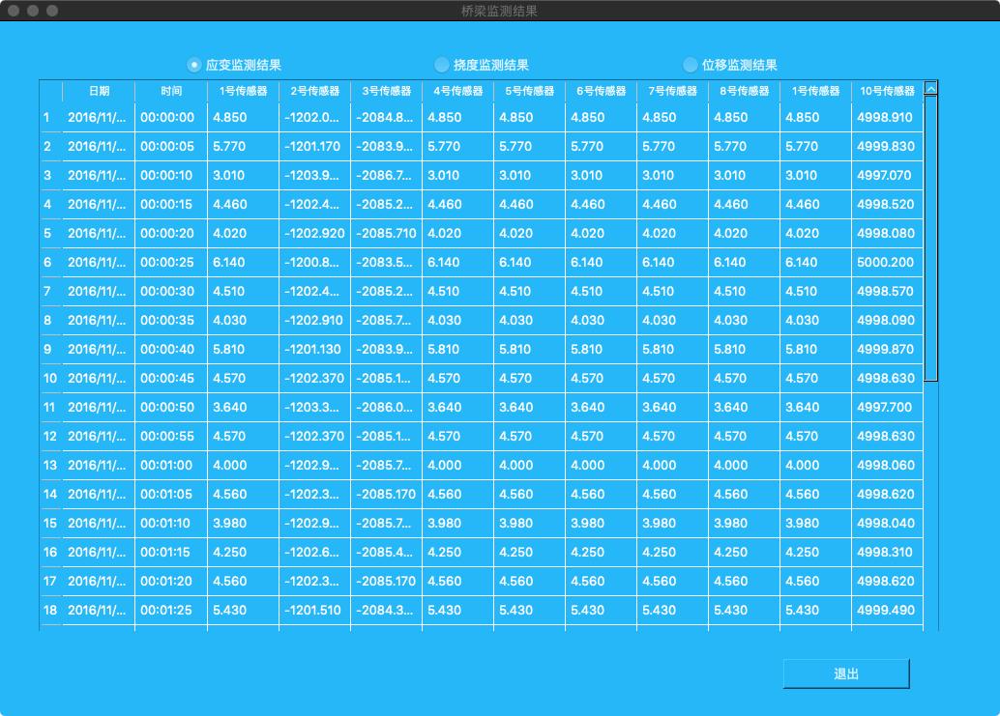 桥梁监测结果
应变监测结果 挠度监测结果 位移监测结果
日期 时间 1号传感器 2号传感器 3号传感器 4号传感器 5号传感器 6号传感器 7号传感器 8号传感器 1号传感器 10号传感器
1 2016/11/... 00:00:00 4.850 -1202.0... -2084.8... 4.850 4.850 4.850 4.850 4.850 4.850 4998.910
2 2016/11/... 00:00:05 5.770 -1201.170 -2083.9... 5.770 5.770 5.770 5.770 5.770 5.770 4999.830
3 2016/11/... 00:00:10 3.010 -1203.9... -2086.7... 3.010 3.010 3.010 3.010 3.010 3.010 4997.070
4 2016/11/... 00:00:15 4.460 -1202.4... -2085.2... 4.460 4.460 4.460 4.460 4.460 4.460 4998.520
5 2016/11/... 00:00:20 4.020 -1202.920 -2085.710 4.020 4.020 4.020 4.020 4.020 4.020 4998.080
6 2016/11/... 00:00:25 6.140 -1200.8... -2083.5... 6.140 6.140 6.140 6.140 6.140 6.140 5000.200
7 2016/11/... 00:00:30 4.510 -1202.4... -2085.2... 4.510 4.510 4.510 4.510 4.510 4.510 4998.570
8 2016/11/... 00:00:35 4.030 -1202.910 -2085.7... 4.030 4.030 4.030 4.030 4.030 4.030 4998.090
9 2016/11/... 00:00:40 5.810 -1201.130 -2083.9... 5.810 5.810 5.810 5.810 5.810 5.810 4999.870
10 2016/11/... 00:00:45 4.570 -1202.370 -2085.1... 4.570 4.570 4.570 4.570 4.570 4.570 4998.630
11 2016/11/... 00:00:50 3.640 -1203.3... -2086.0... 3.640 3.640 3.640 3.640 3.640 3.640 4997.700
12 2016/11/... 00:00:55 4.570 -1202.370 -2085.1... 4.570 4.570 4.570 4.570 4.570 4.570 4998.630
13 2016/11/... 00:01:00 4.000 -1202.9... -2085.7... 4.000 4.000 4.000 4.000 4.000 4.000 4998.060
14 2016/11/... 00:01:05 4.560 -1202.3... -2085.170 4.560 4.560 4.560 4.560 4.560 4.560 4998.620
15 2016/11/... 00:01:10 3.980 -1202.9... -2085.7... 3.980 3.980 3.980 3.980 3.980 3.980 4998.040
16 2016/11/... 00:01:15 4.250 -1202.6... -2085.4... 4.250 4.250 4.250 4.250 4.250 4.250 4998.310
17 2016/11/... 00:01:20 4.560 -1202.3... -2085.170 4.560 4.560 4.560 4.560 4.560 4.560 4998.620
18 2016/11/... 00:01:25 5.430 -1201.510 -2084.3... 5.430 5.430 5.430 5.430 5.430 5.430 4999.490
退出